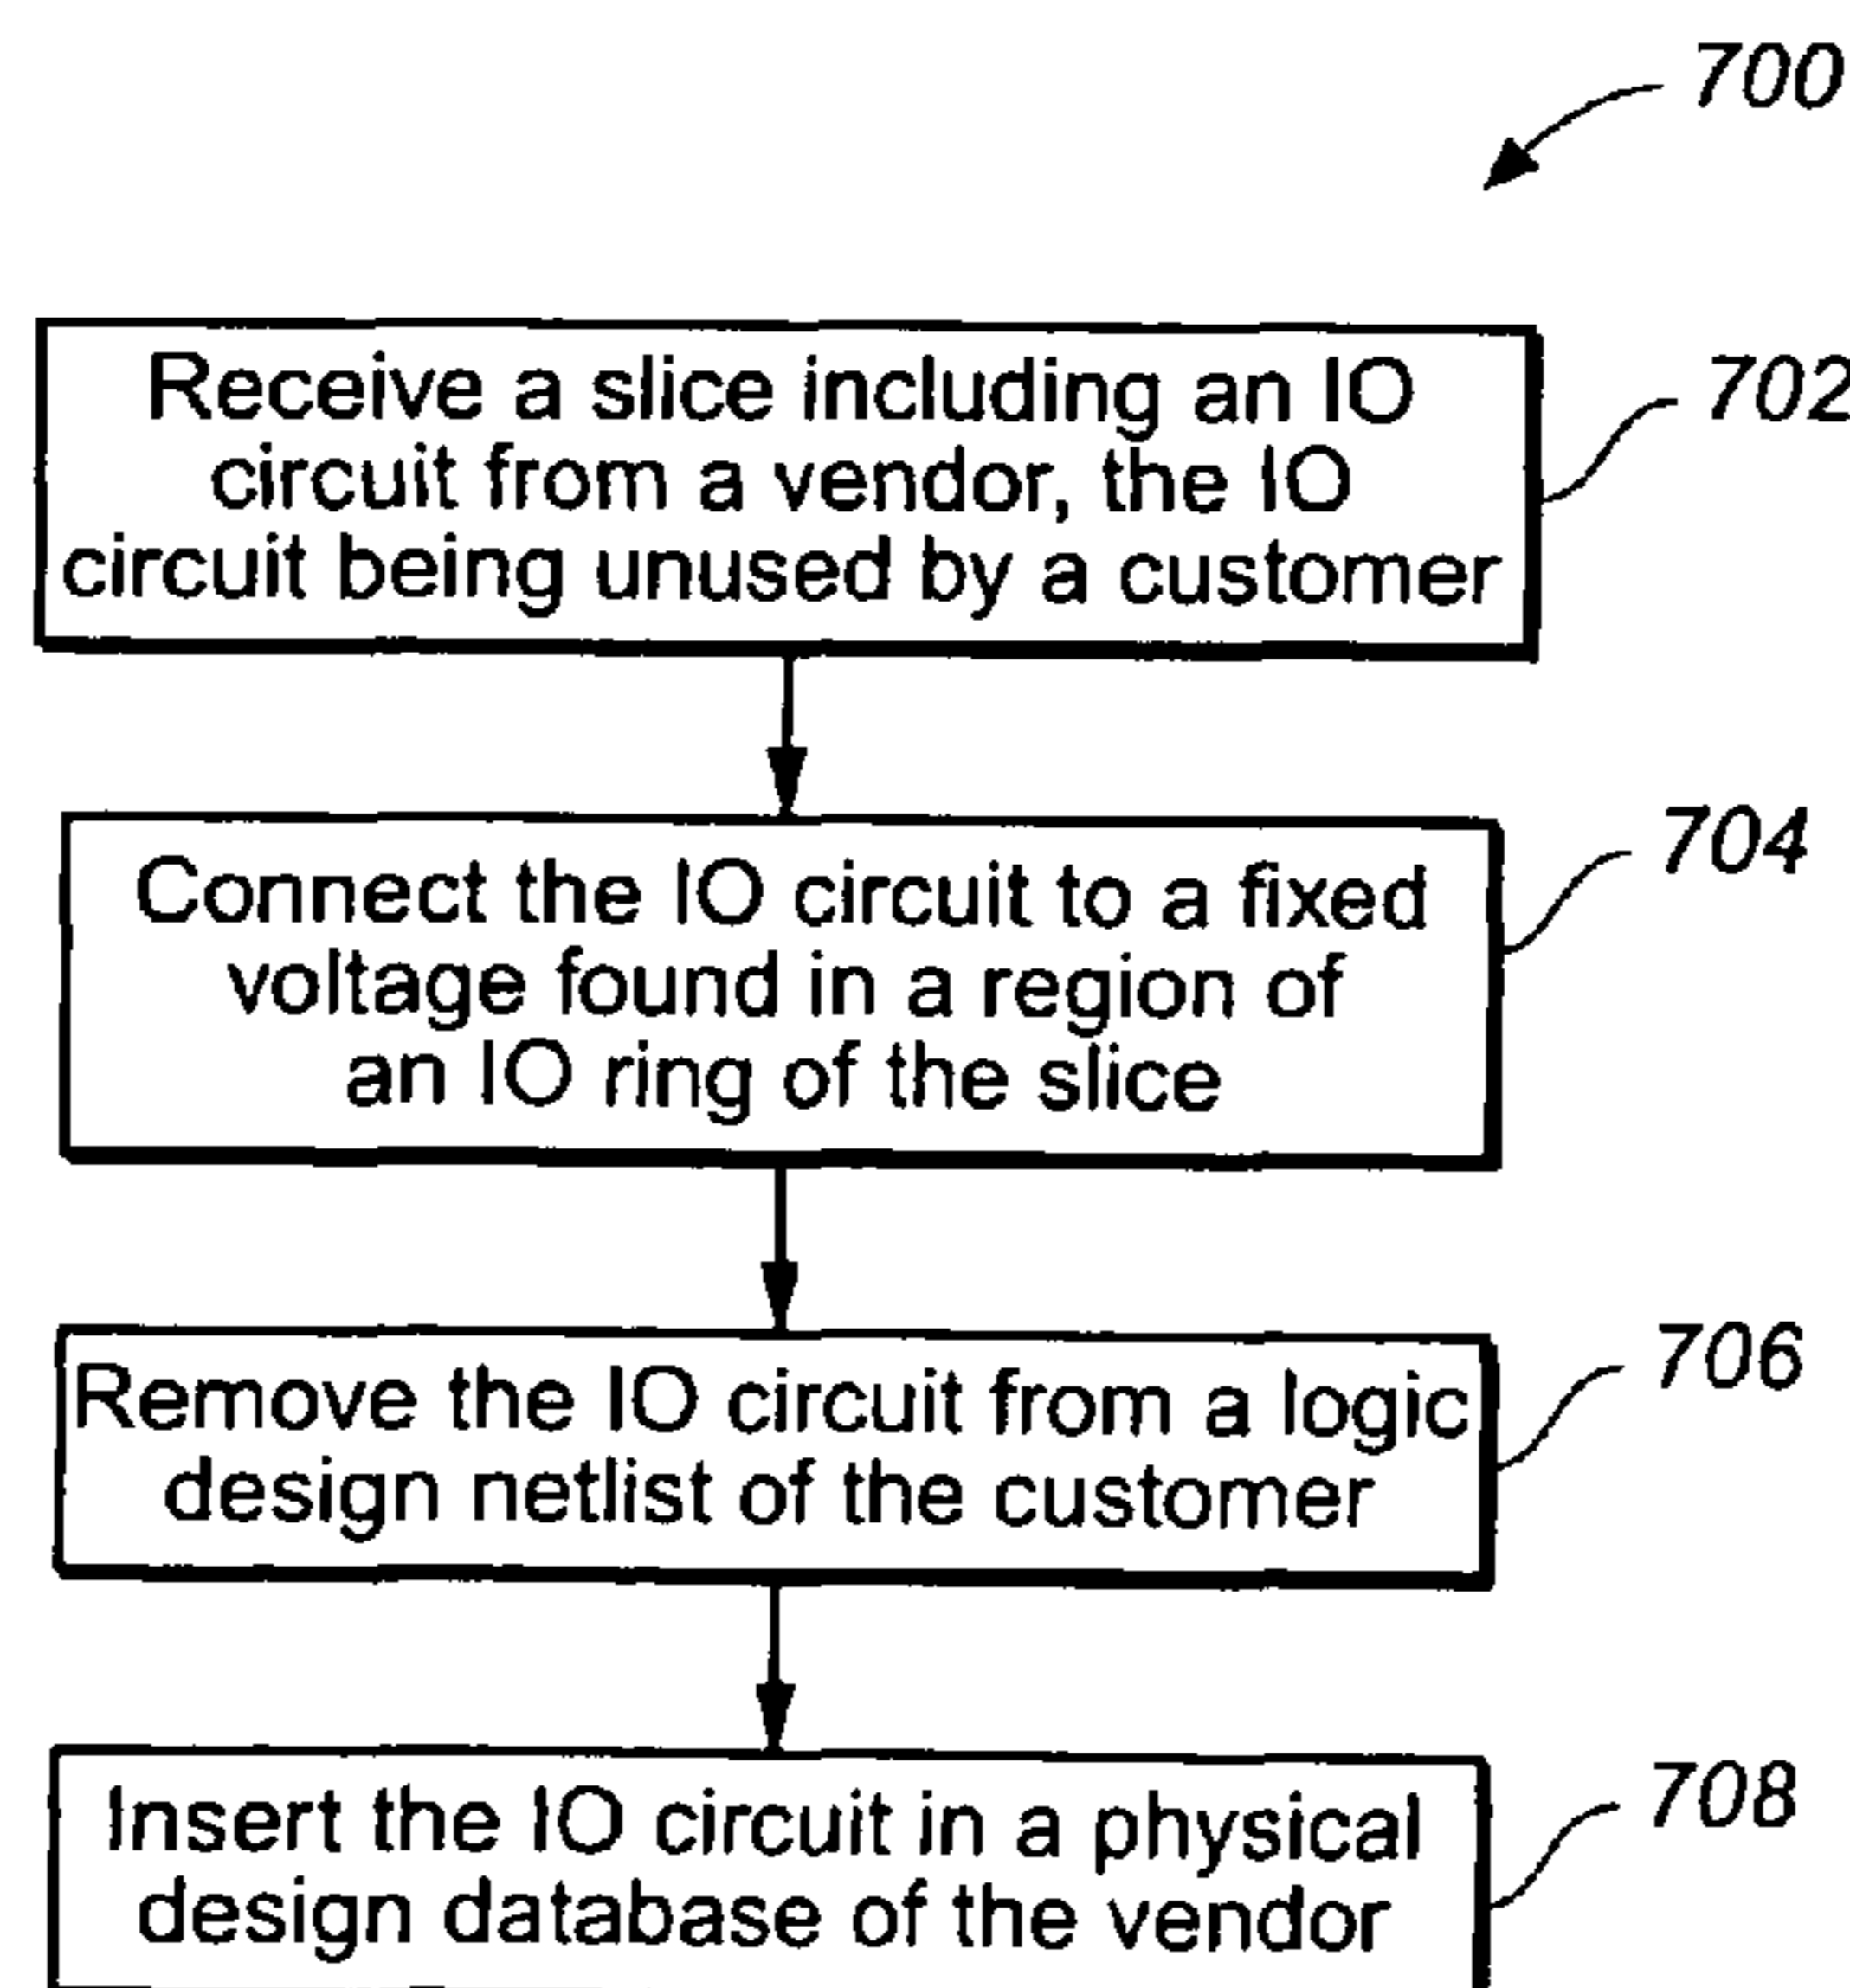 700
Receive a slice including an IO
circuit from a vendor, the IO
circuit being unused by a customer
702
Connect the IO circuit to a fixed
voltage found in a region of
an IO ring of the slice
704
Remove the IO circuit from a logic
design netlist of the customer
706
Insert the IO circuit in a physical
design database of the vendor
708